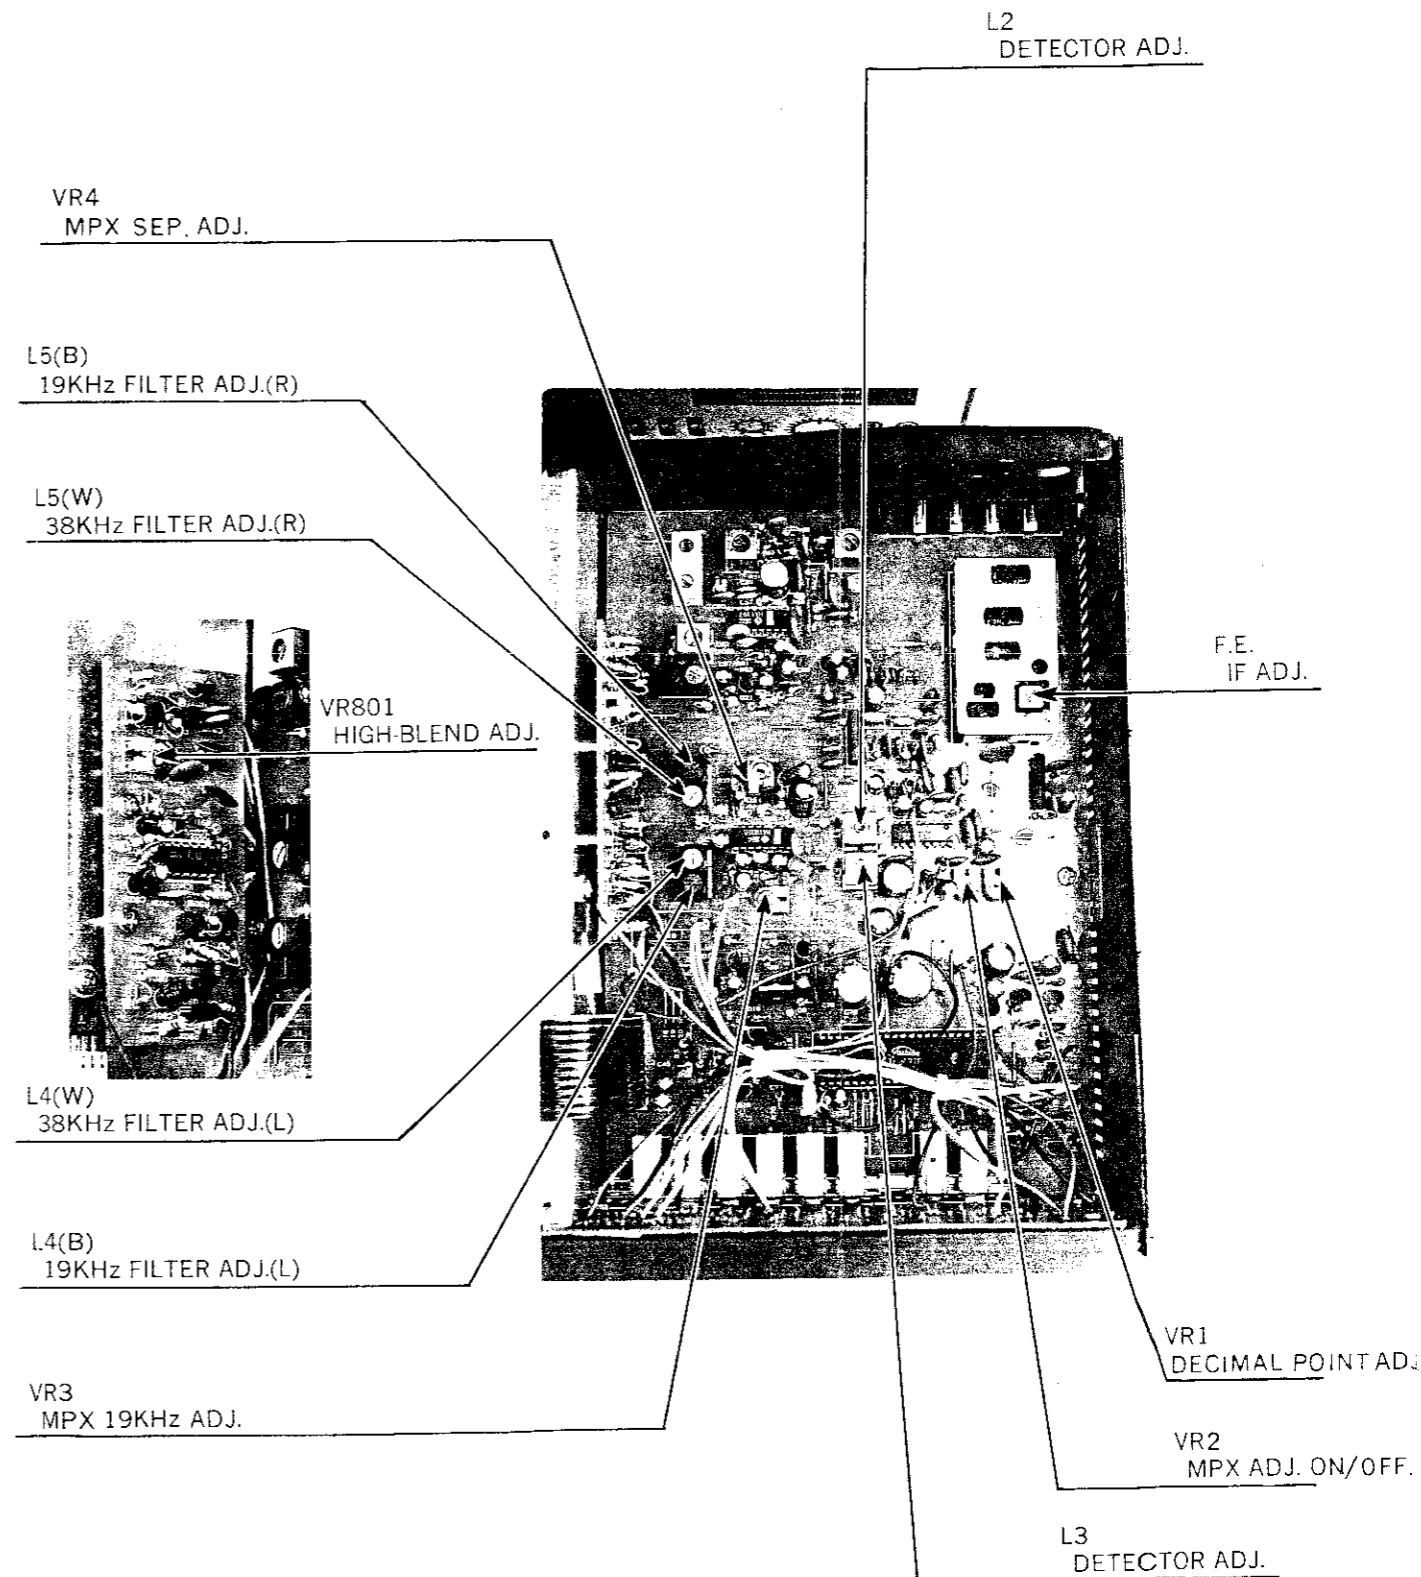 L2
DETECTOR ADJ.
VR4
MPX SEP. ADJ.
L5(B)
19KHz FILTER ADJ.(R)
L5(W)
38KHz FILTER ADJ.(R)
F.E.
IF ADJ.
VR801
HIGH-BLEND ADJ.
L4(W)
38KHz FILTER ADJ.(L)
L4(B)
19KHz FILTER ADJ.(L)
VR1
DECIMAL POINT ADJ
VR3
MPX 19KHz ADJ.
VR2
MPX ADJ. ON/OFF.
L3
DETECTOR ADJ.